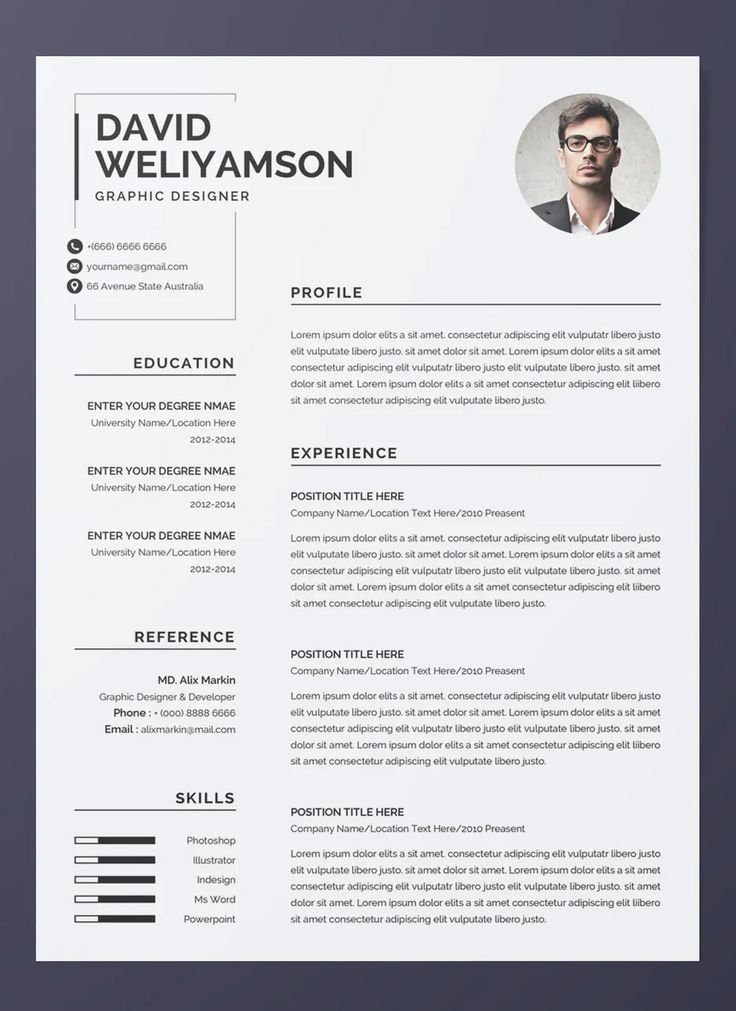 DAVID
WELIYAMSON
GRAPHIC DESIGNER
+(666) 6666 6666
yourname@gmail.com
66 Avenue State Australia
EDUCATION
ENTER YOUR DEGREE NMAE
University Name/Location Here
2012-2014
ENTER YOUR DEGREE NMAE
University Name/Location Here
2012-2014
ENTER YOUR DEGREE NMAE
University Name/Location Here
2012-2014
REFERENCE
MD. Alix Markin
Graphic Designer & Developer
Phone : + (000) 8888 6666
Email : alixmarkin@mail.com
SKILLS
Photoshop
Illustrator
Indesign
Ms Word
Powerpoint
PROFILE
Lorem ipsum dolor elits a sit amet. consectetur adipiscing elit vulputatr libero justo
elit vulputate libero justo. sit amet dolor sit amet. Lorem ipsum dolor elits a sit amet.
consectetur adipiscing elit vulputatr libero justo elit vulputate libero justo. sit amet
dolor sit amet. Lorem ipsum dolor elits a sit amet. consectetur adipiscing elit liibero
sit amet consectetur adipiscing elit vulputate libero justo.
EXPERIENCE
POSITION TITLE HERE
Company Name/Location Text Here/2010 Preasent
Lorem ipsum dolor elits a sit amet. consectetur adipiscing elit vulputatr libero justo
elit vulputate libero justo. sit amet dolor sit amet. Lorem ipsum dolor elits a sit amet.
consectetur adipiscing elit vulputatr libero justo elit vulputate libero justo. sit amet
dolor sit amet. Lorem ipsum dolor elits a sit amet. consectetur adipiscing elit liibero
sit amet consectetur adipiscing elit vulputate libero justo.
POSITION TITLE HERE
Company Name/Location Text Here/2010 Preasent
Lorem ipsum dolor elits a sit amet. consectetur adipiscing elit vulputatr libero justo
elit vulputate libero justo. sit amet dolor sit amet. Lorem ipsum dolor elits a sit amet.
consectetur adipiscing elit vulputatr libero justo elit vulputate libero justo. sit amet
dolor sit amet. Lorem ipsum dolor elits a sit amet. consectetur adipiscing elit liibero
sit amet consectetur adipiscing elit vulputate libero justo.
POSITION TITLE HERE
Company Name/Location Text Here/2010 Preasent
Lorem ipsum dolor elits a sit amet. consectetur adipiscing elit vulputatr libero justo
elit vulputate libero justo. sit amet dolor sit amet. Lorem ipsum dolor elits a sit amet.
consectetur adipiscing elit vulputatr libero justo elit vulputate libero justo. sit amet
dolor sit amet. Lorem ipsum dolor elits a sit amet. consectetur adipiscing elit liibero
sit amet consectetur adipiscing elit vulputate libero justo.